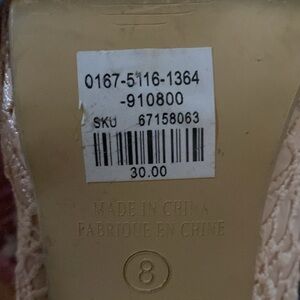 0167-5116-1364
-910800
SKU 67158063
30.00
MADE IN CHINA
FABRIQUE EN CHINE
8